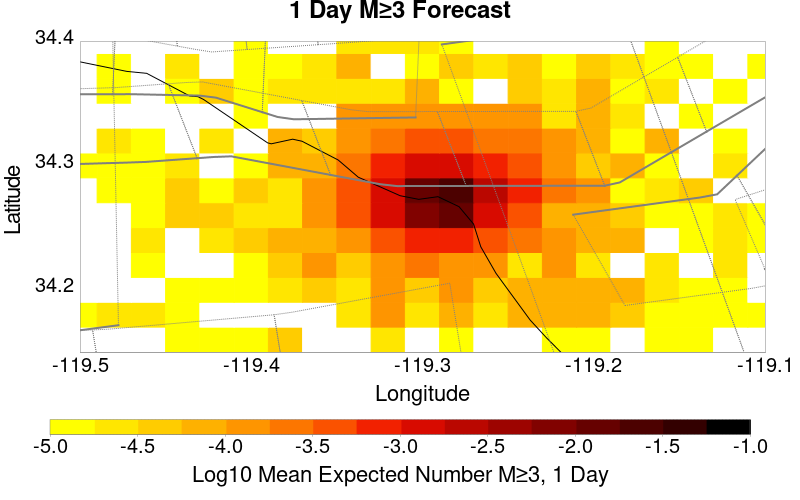 1 Day M≥3 Forecast
34.4
34.3
34.2
Latitude
-119.5 -119.4 -119.3 -119.2 -119.1
Longitude
-5.0 -4.5 -4.0 -3.5 -3.0 -2.5 -2.0 -1.5 -1.0
Log10 Mean Expected Number M≥3, 1 Day